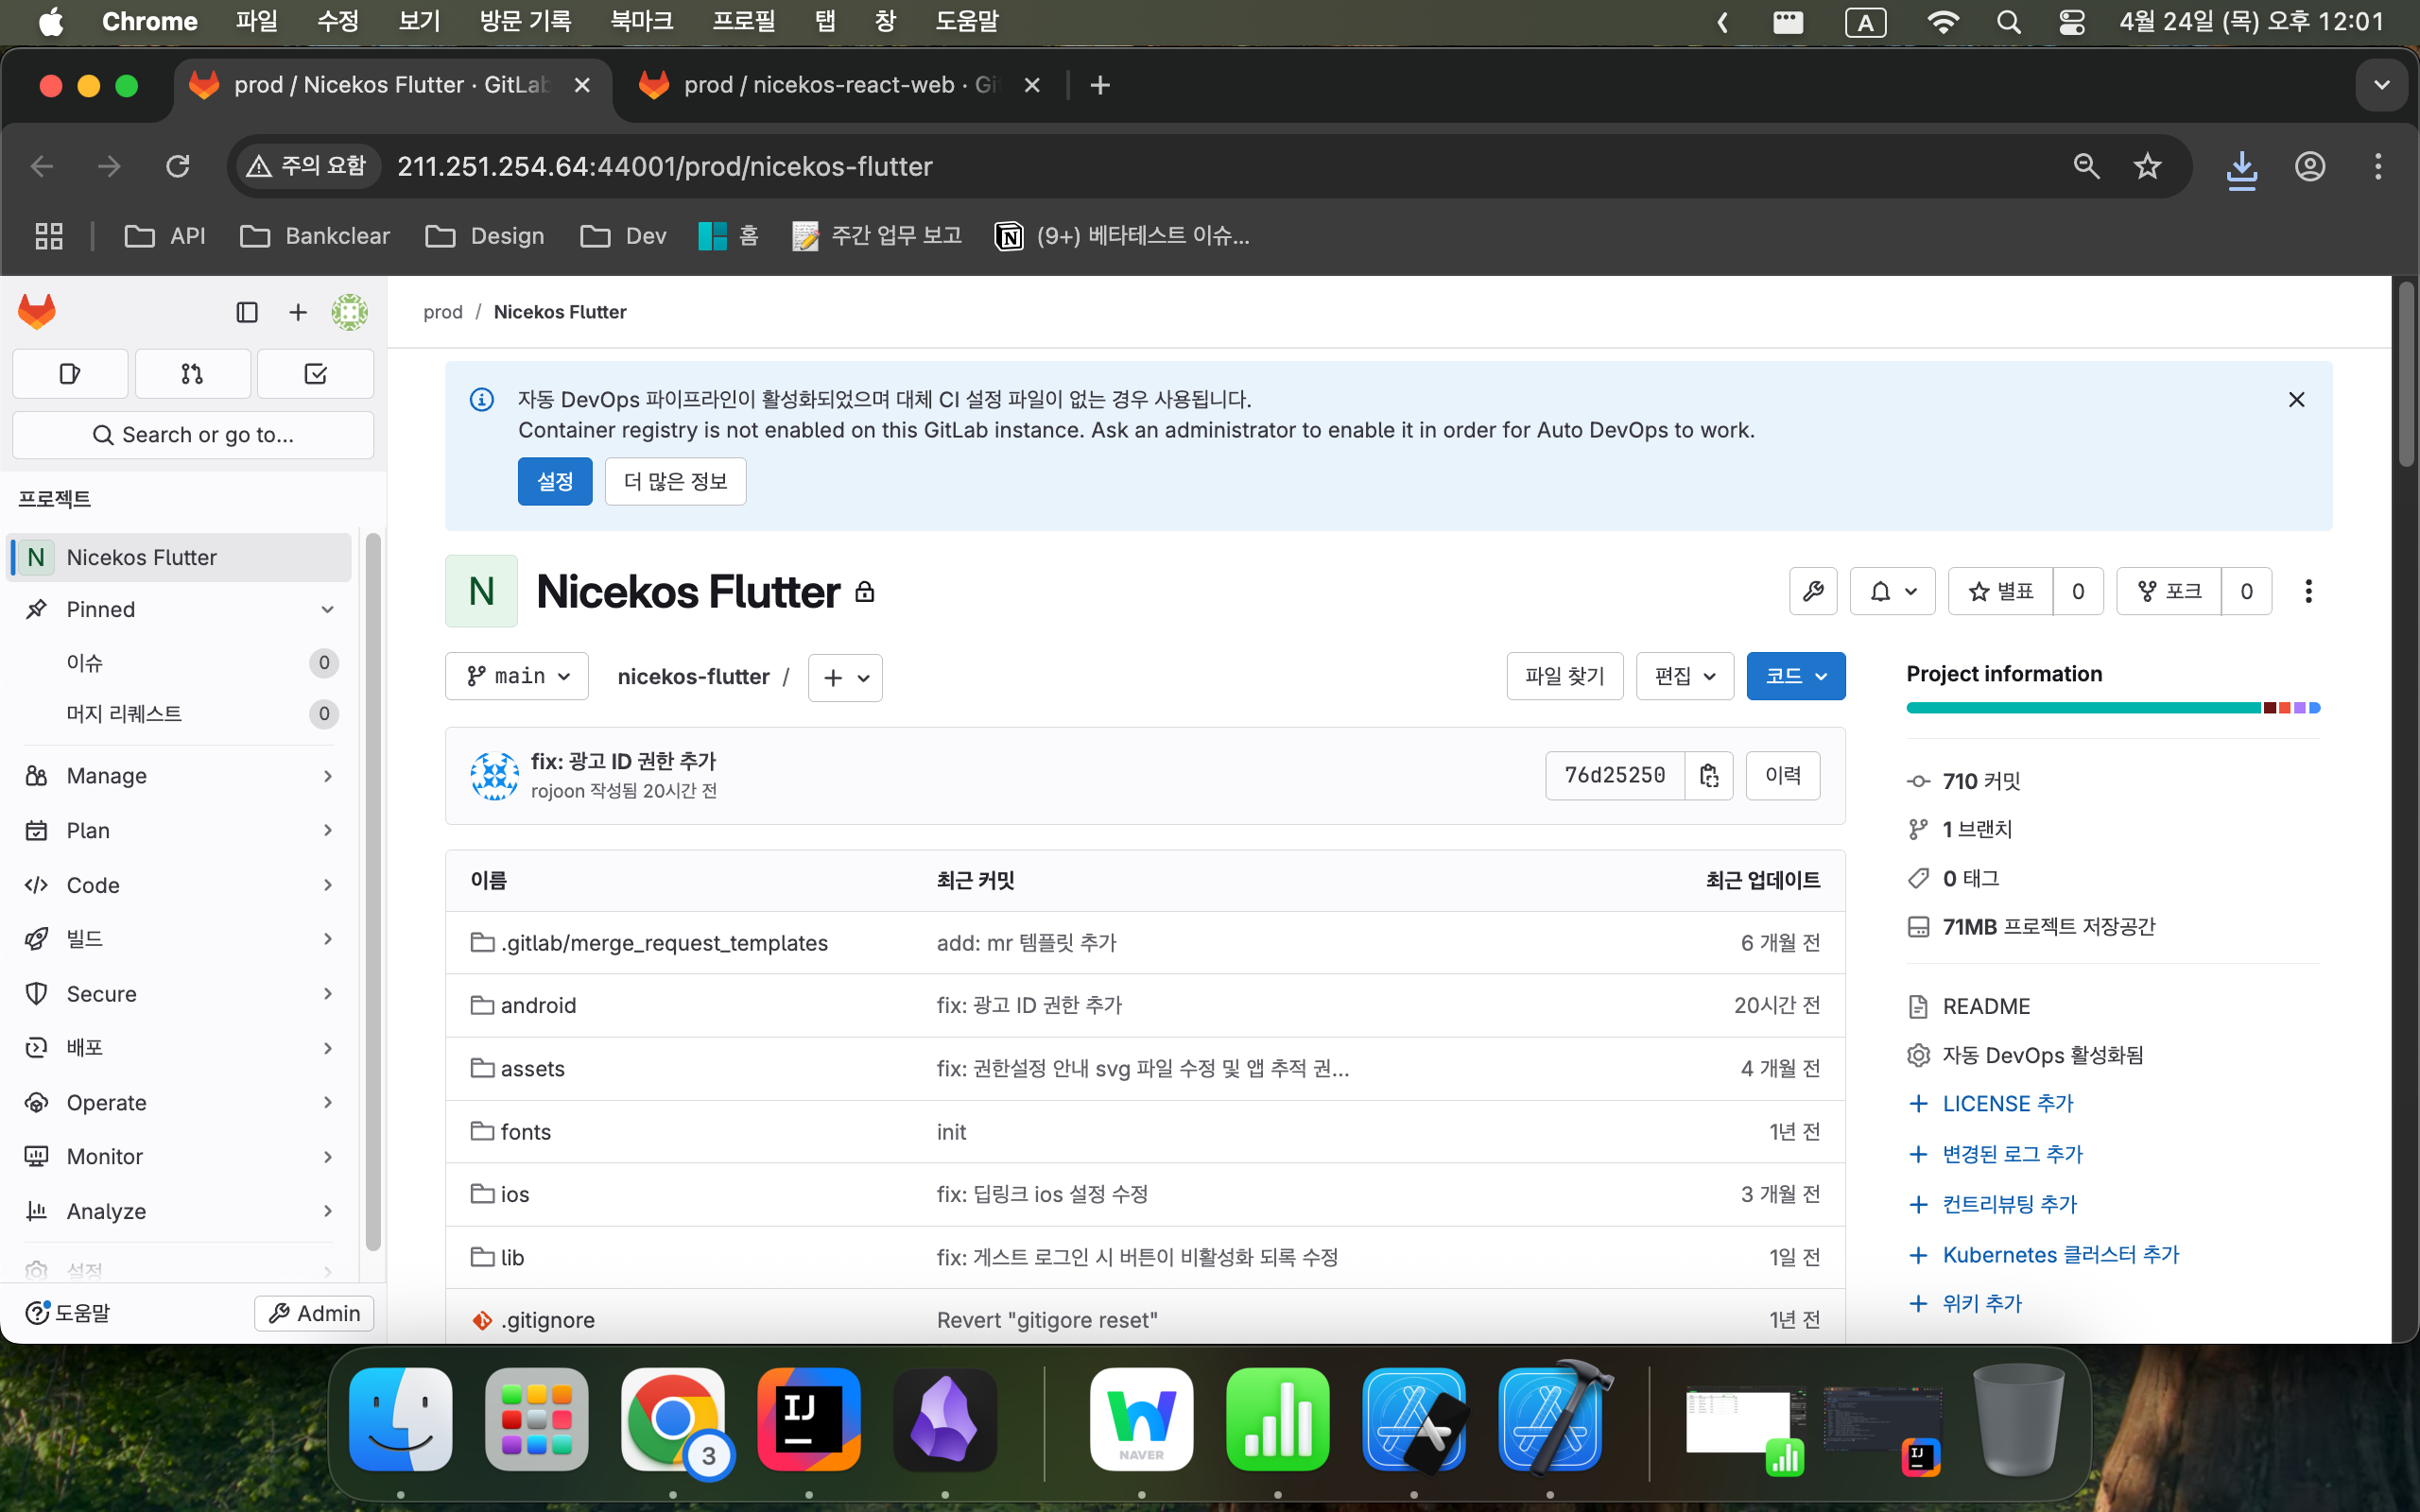 Chrome 파일 수정 보기 방문 기록 북마크 프로필 탭 창 도움말 A 4월 24일 (목) 오후 12:01
prod / Nicekos Flutter · GitLab prod / nicekos-react-web · Gi
주의 요함 211.251.254.64:44001/prod/nicekos-flutter
API Bankclear Design Dev 홈 주간 업무 보고 (9+) 베타테스트 이슈...
prod / Nicekos Flutter
Search or go to...
프로젝트
N Nicekos Flutter
Pinned
이슈 0
머지 리퀘스트 0
Manage
Plan
Code
빌드
Secure
배포
Operate
Monitor
Analyze
설정
도움말 Admin
자동 DevOps 파이프라인이 활성화되었으며 대체 CI 설정 파일이 없는 경우 사용됩니다.
Container registry is not enabled on this GitLab instance. Ask an administrator to enable it in order for Auto DevOps to work.
설정 더 많은 정보
N Nicekos Flutter 별표 0 포크 0
main nicekos-flutter / 파일 찾기 편집 코드
fix: 광고 ID 권한 추가
rojoon 작성됨 20시간 전
76d25250 이력
이름 최근 커밋 최근 업데이트
.gitlab/merge_request_templates add: mr 템플릿 추가 6 개월 전
android fix: 광고 ID 권한 추가 20시간 전
assets fix: 권한설정 안내 svg 파일 수정 및 앱 추적 권... 4 개월 전
fonts init 1년 전
ios fix: 딥링크 ios 설정 수정 3 개월 전
lib fix: 게스트 로그인 시 버튼이 비활성화 되록 수정 1일 전
.gitignore Revert "gitigore reset" 1년 전
Project information
710 커밋
1 브랜치
0 태그
71MB 프로젝트 저장공간
README
자동 DevOps 활성화됨
LICENSE 추가
변경된 로그 추가
컨트리뷰팅 추가
Kubernetes 클러스터 추가
위키 추가
3 IJ W NAVER IJ